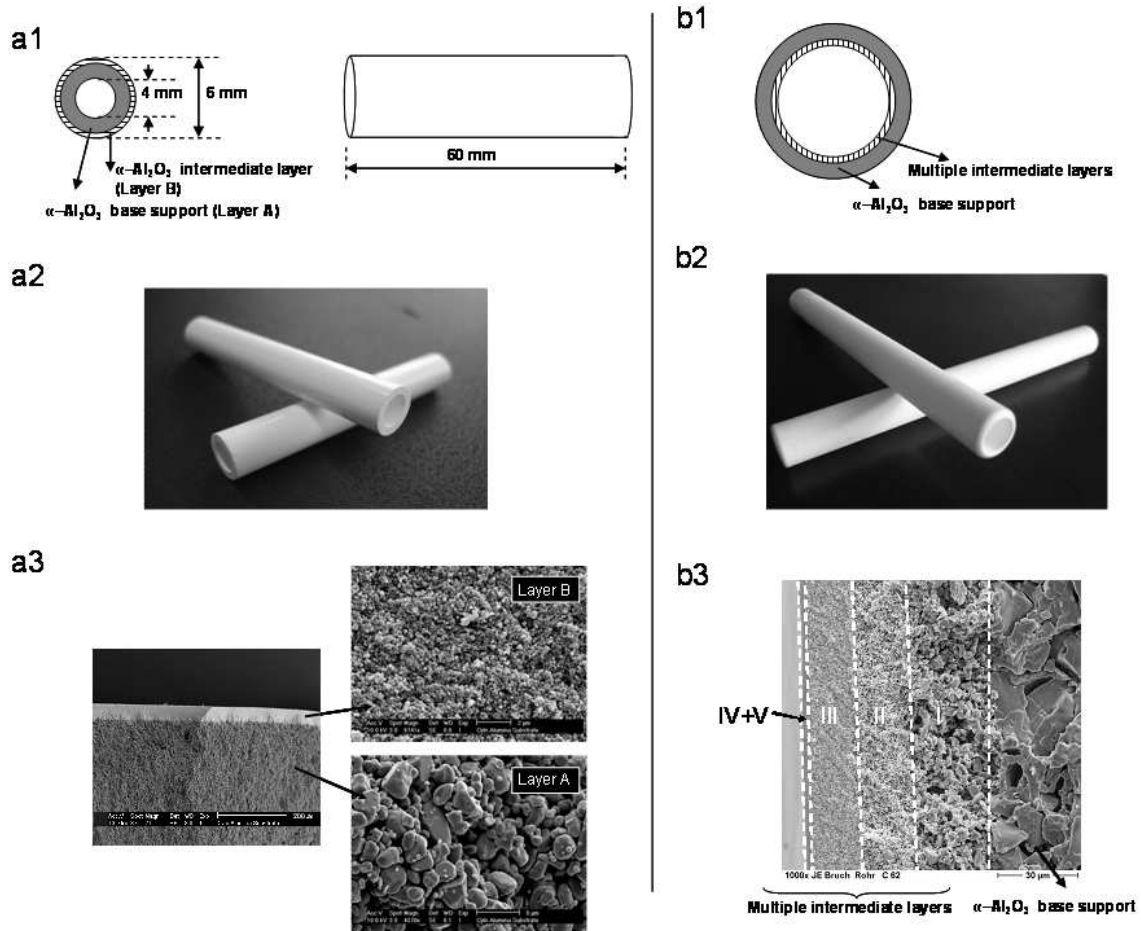 a1
4 mm
6 mm
α–Al₂O₃ intermediate layer
(Layer B)
α–Al₂O₃ base support (Layer A)
60 mm
a2
a3
Layer B
Layer A
b1
Multiple intermediate layers
α–Al₂O₃ base support
b2
b3
IV+V
III
II
I
1000x JE Bruch Rohr C 62
30 µm
Multiple intermediate layers
α–Al₂O₃ base support